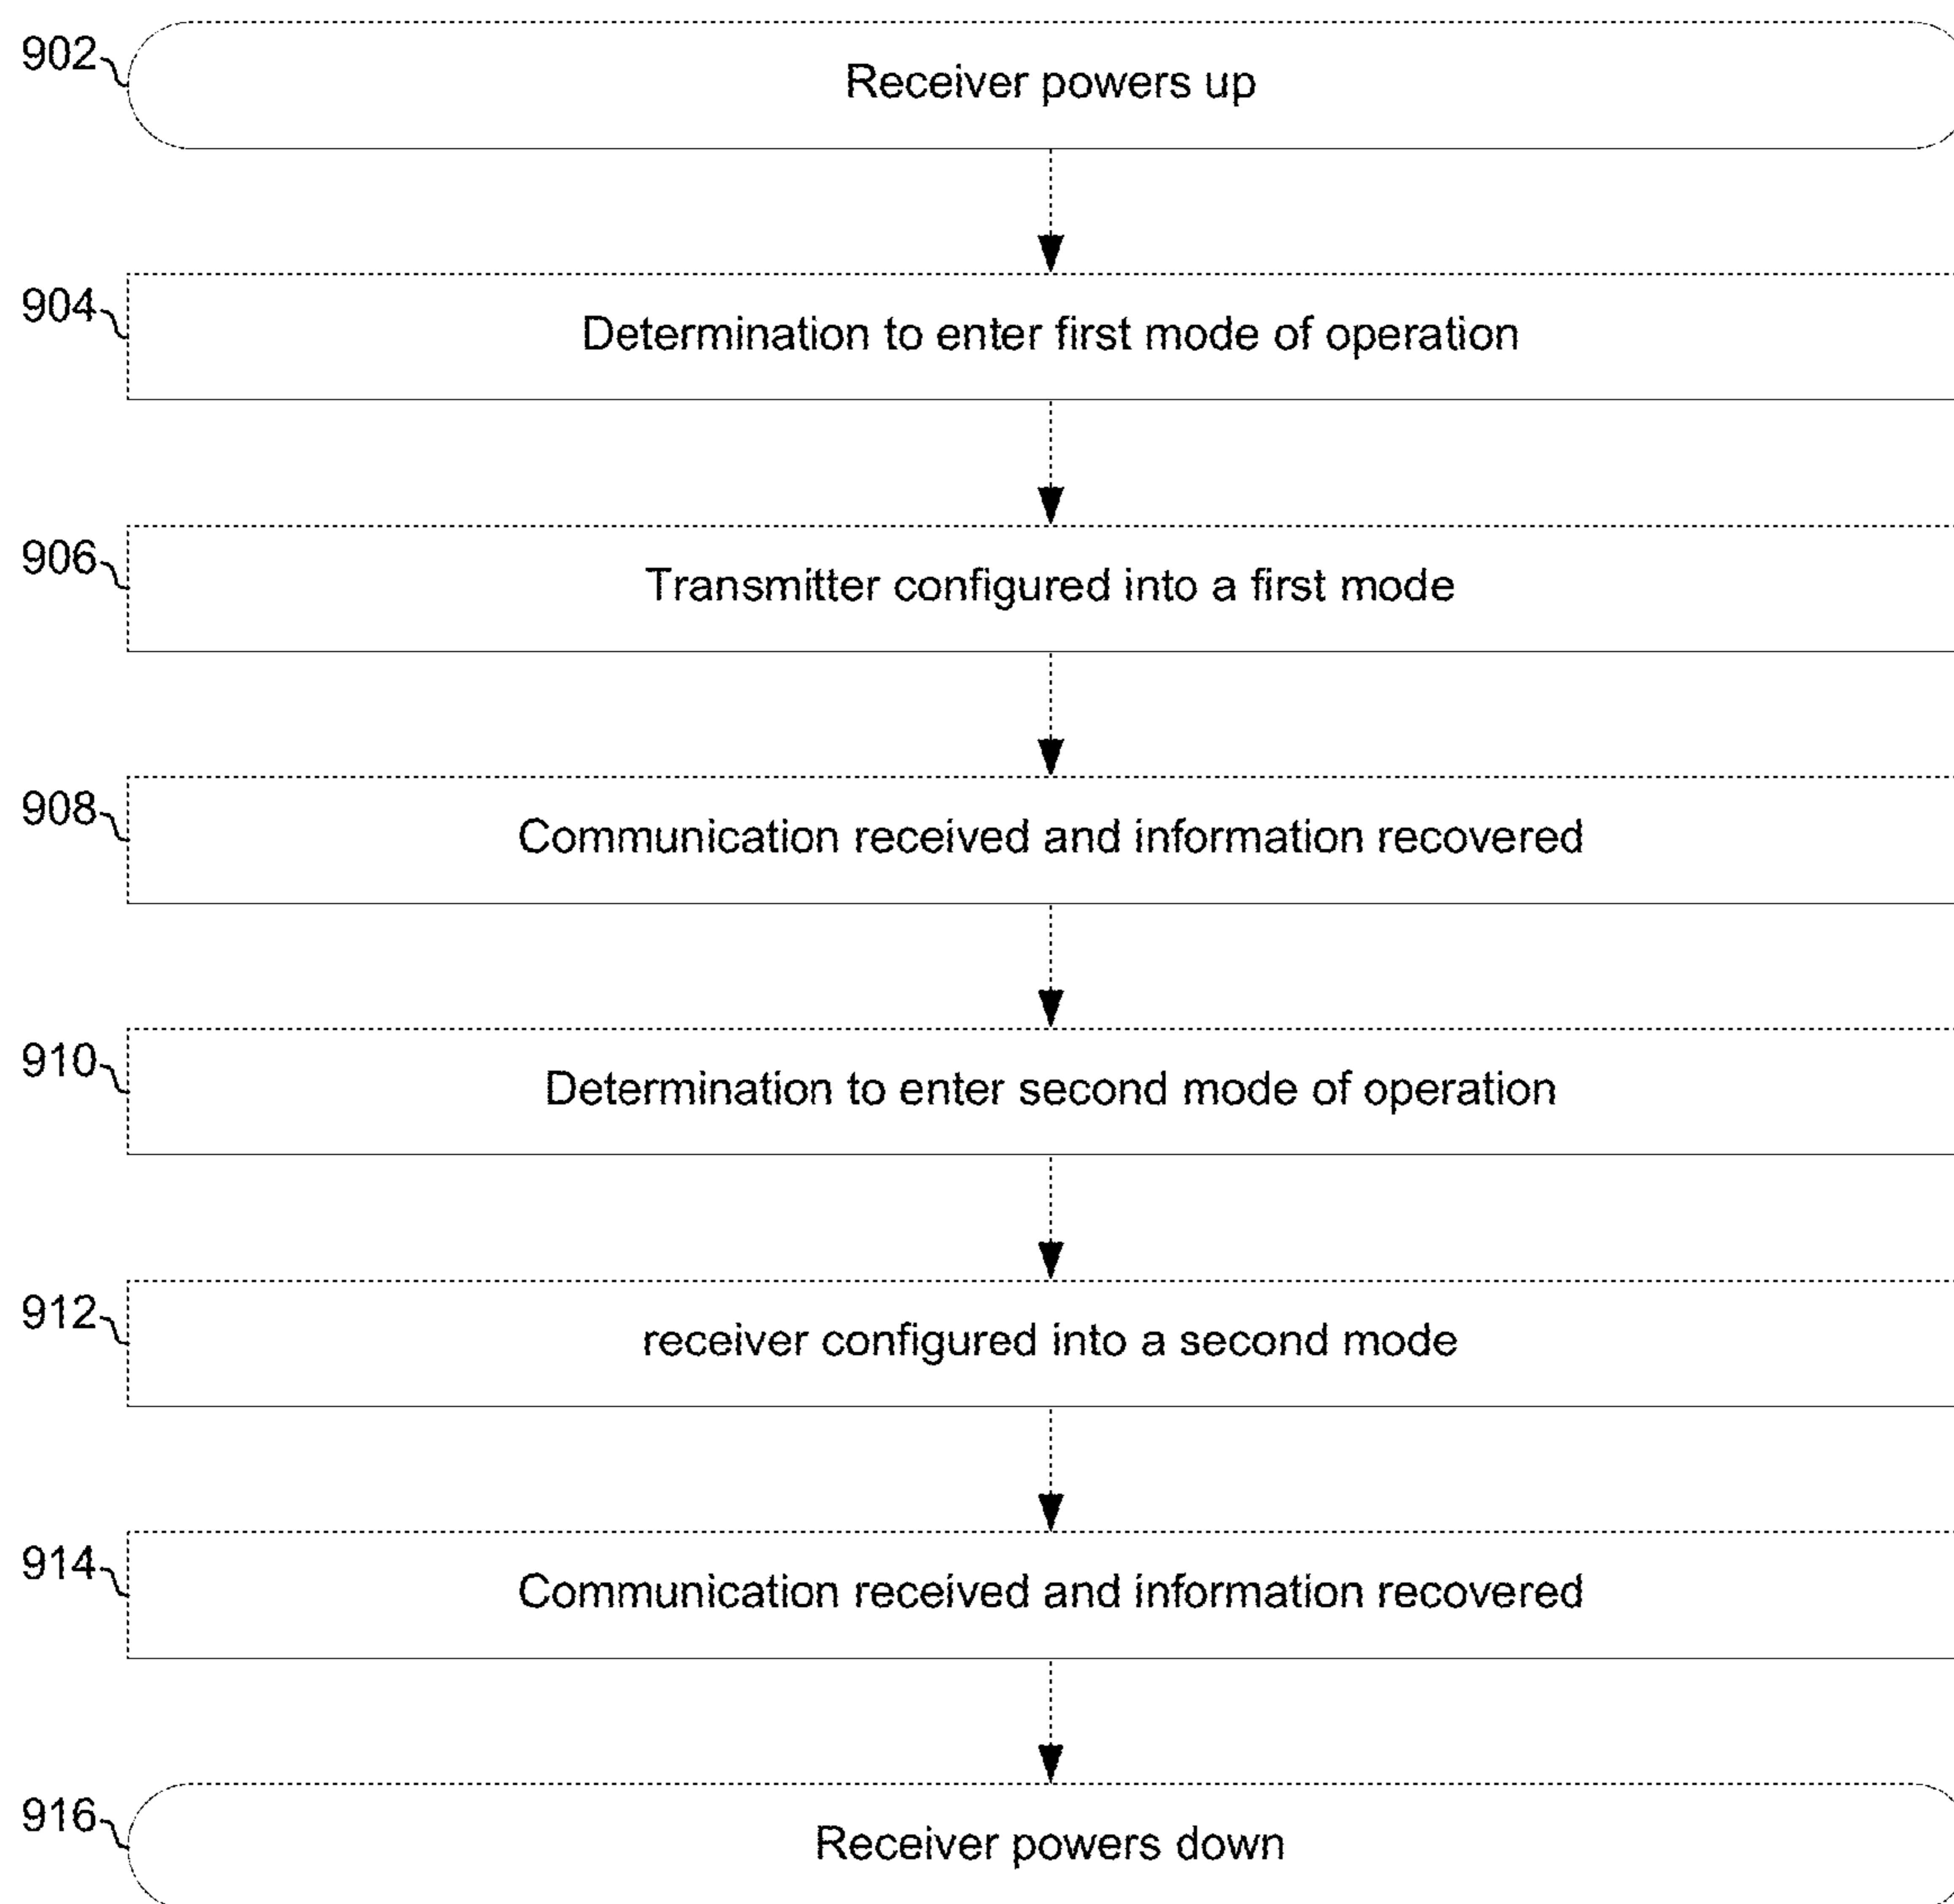 902 Receiver powers up
904 Determination to enter first mode of operation
906 Transmitter configured into a first mode
908 Communication received and information recovered
910 Determination to enter second mode of operation
912 receiver configured into a second mode
914 Communication received and information recovered
916 Receiver powers down